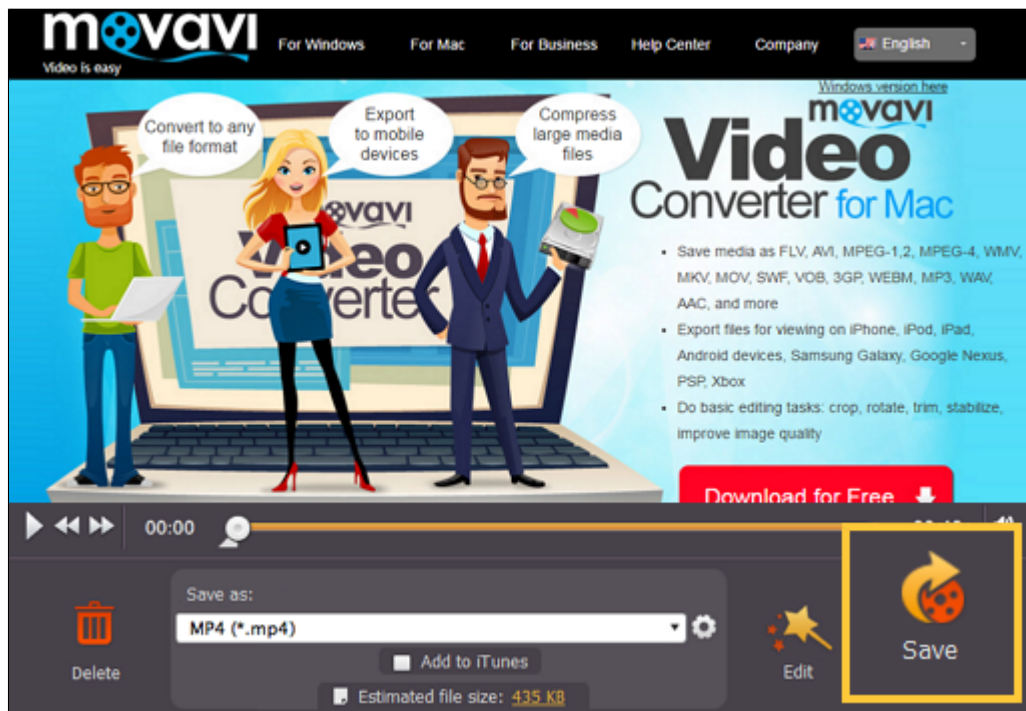 movavi
Video is easy
For Windows For Mac For Business Help Center Company English
Windows version here
Convert to any
file format
Export
to mobile
devices
Compress
large media
files
movavi
Video
Converter
movavi
Video
Converter for Mac
Save media as FLV, AVI, MPEG-1,2, MPEG-4, WMV,
MKV, MOV, SWF, VOB, 3GP, WEBM, MP3, WAV,
AAC, and more
Export files for viewing on iPhone, iPod, iPad,
Android devices, Samsung Galaxy, Google Nexus,
PSP, Xbox
Do basic editing tasks: crop, rotate, trim, stabilize,
improve image quality
Download for Free
00:00
Save as:
MP4 (*.mp4)
Add to iTunes
Estimated file size: 435 KB
Delete
Edit
Save